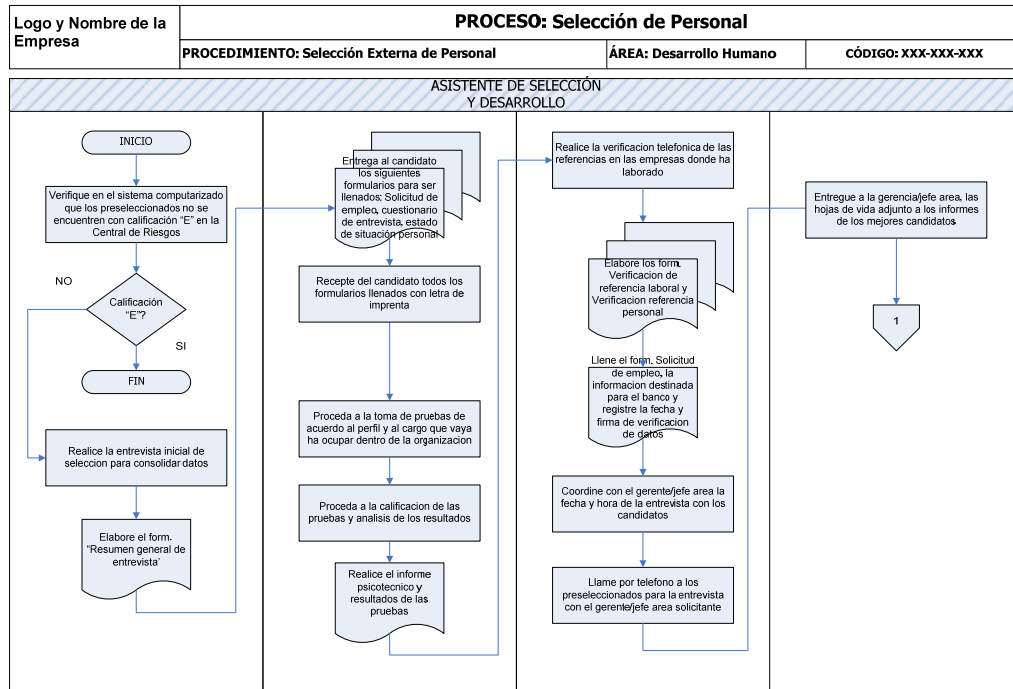 Logo y Nombre de la
Empresa
PROCESO: Selección de Personal
PROCEDIMIENTO: Selección Externa de Personal
ÁREA: Desarrollo Humano
CÓDIGO: XXX-XXX-XXX
ASISTENTE DE SELECCIÓN
Y DESARROLLO
INICIO
Verifique en el sistema computarizado
que los preseleccionados no se
encuentren con calificación "E" en la
Central de Riesgos
NO
Calificación
"E"?
SI
FIN
Realice la entrevista inicial de
seleccion para consolidar datos
Elabore el form.
"Resumen general de
entrevista'
Entrega al candidato
los siguientes
formularios para ser
llenados: Solicitud de
empleo, cuestionario
de entrevista, estado
de situación personal
Recepte del candidato todos los
formularios llenados con letra de
imprenta
Proceda a la toma de pruebas de
acuerdo al perfil y al cargo que vaya
ha ocupar dentro de la organizacion
Proceda a la calificacion de las
pruebas y analisis de los resultados
Realice el informe
psicotecnico y
resultados de las
pruebas
Realice la verificacion telefonica de las
referencias en las empresas donde ha
laborado
Elabore los form.
Verificacion de
referencia laboral y
Verificacion referencia
personal
Llene el form. Solicitud
de empleo, la
informacion destinada
para el banco y
registre la fecha y
firma de verificacion
de datos
Coordine con el gerente/jefe area la
fecha y hora de la entrevista con los
candidatos
Llame por telefono a los
preseleccionados para la entrevista
con el gerente/jefe area solicitante
Entregue a la gerencia/jefe area, las
hojas de vida adjunto a los informes
de los mejores candidatos.
1